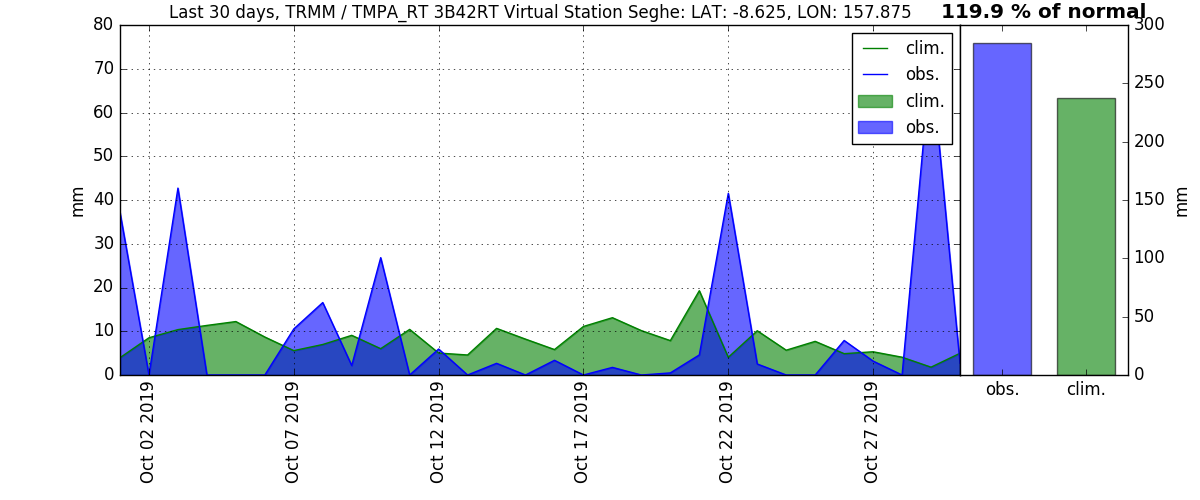 Last 30 days, TRMM / TMPA_RT 3B42RT Virtual Station Seghe: LAT: -8.625, LON: 157.875
119.9 % of normal
80
70
60
50
40
30
20
10
0
mm
clim.
obs.
clim.
obs.
Oct 02 2019
Oct 07 2019
Oct 12 2019
Oct 17 2019
Oct 22 2019
Oct 27 2019
300
250
200
150
100
50
0
mm
obs.
clim.